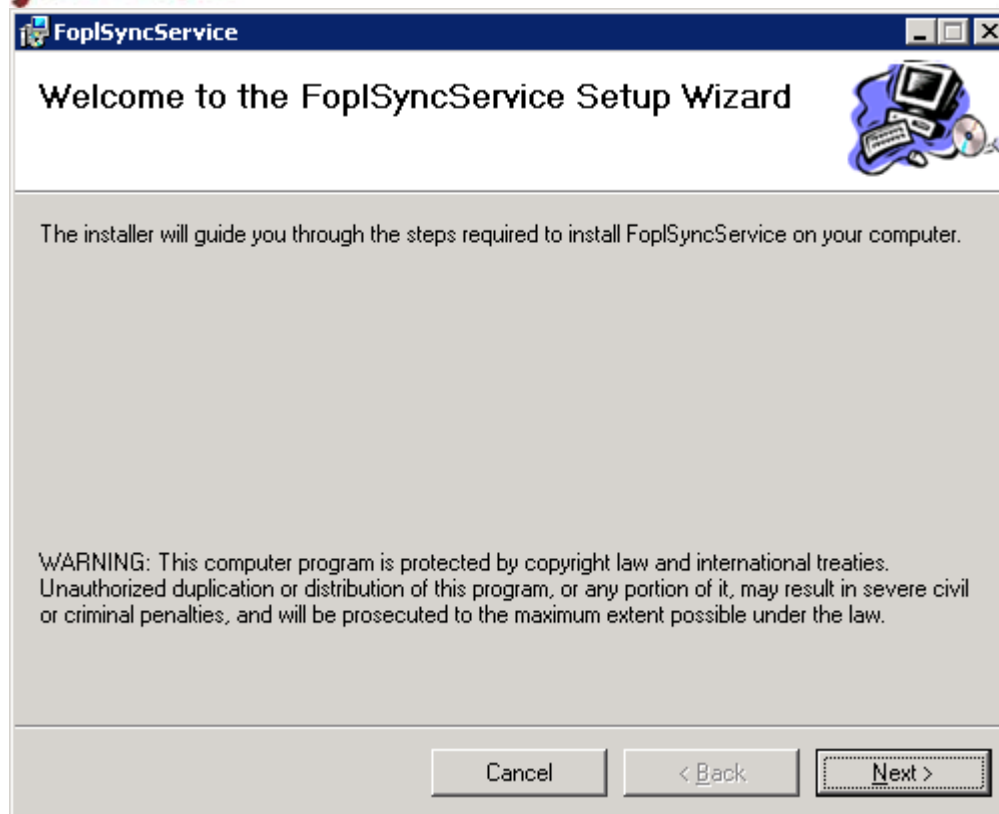 FoplSyncService
Welcome to the FoplSyncService Setup Wizard
The installer will guide you through the steps required to install FoplSyncService on your computer.
WARNING: This computer program is protected by copyright law and international treaties.
Unauthorized duplication or distribution of this program, or any portion of it, may result in severe civil
or criminal penalties, and will be prosecuted to the maximum extent possible under the law.
Cancel
< Back
Next >